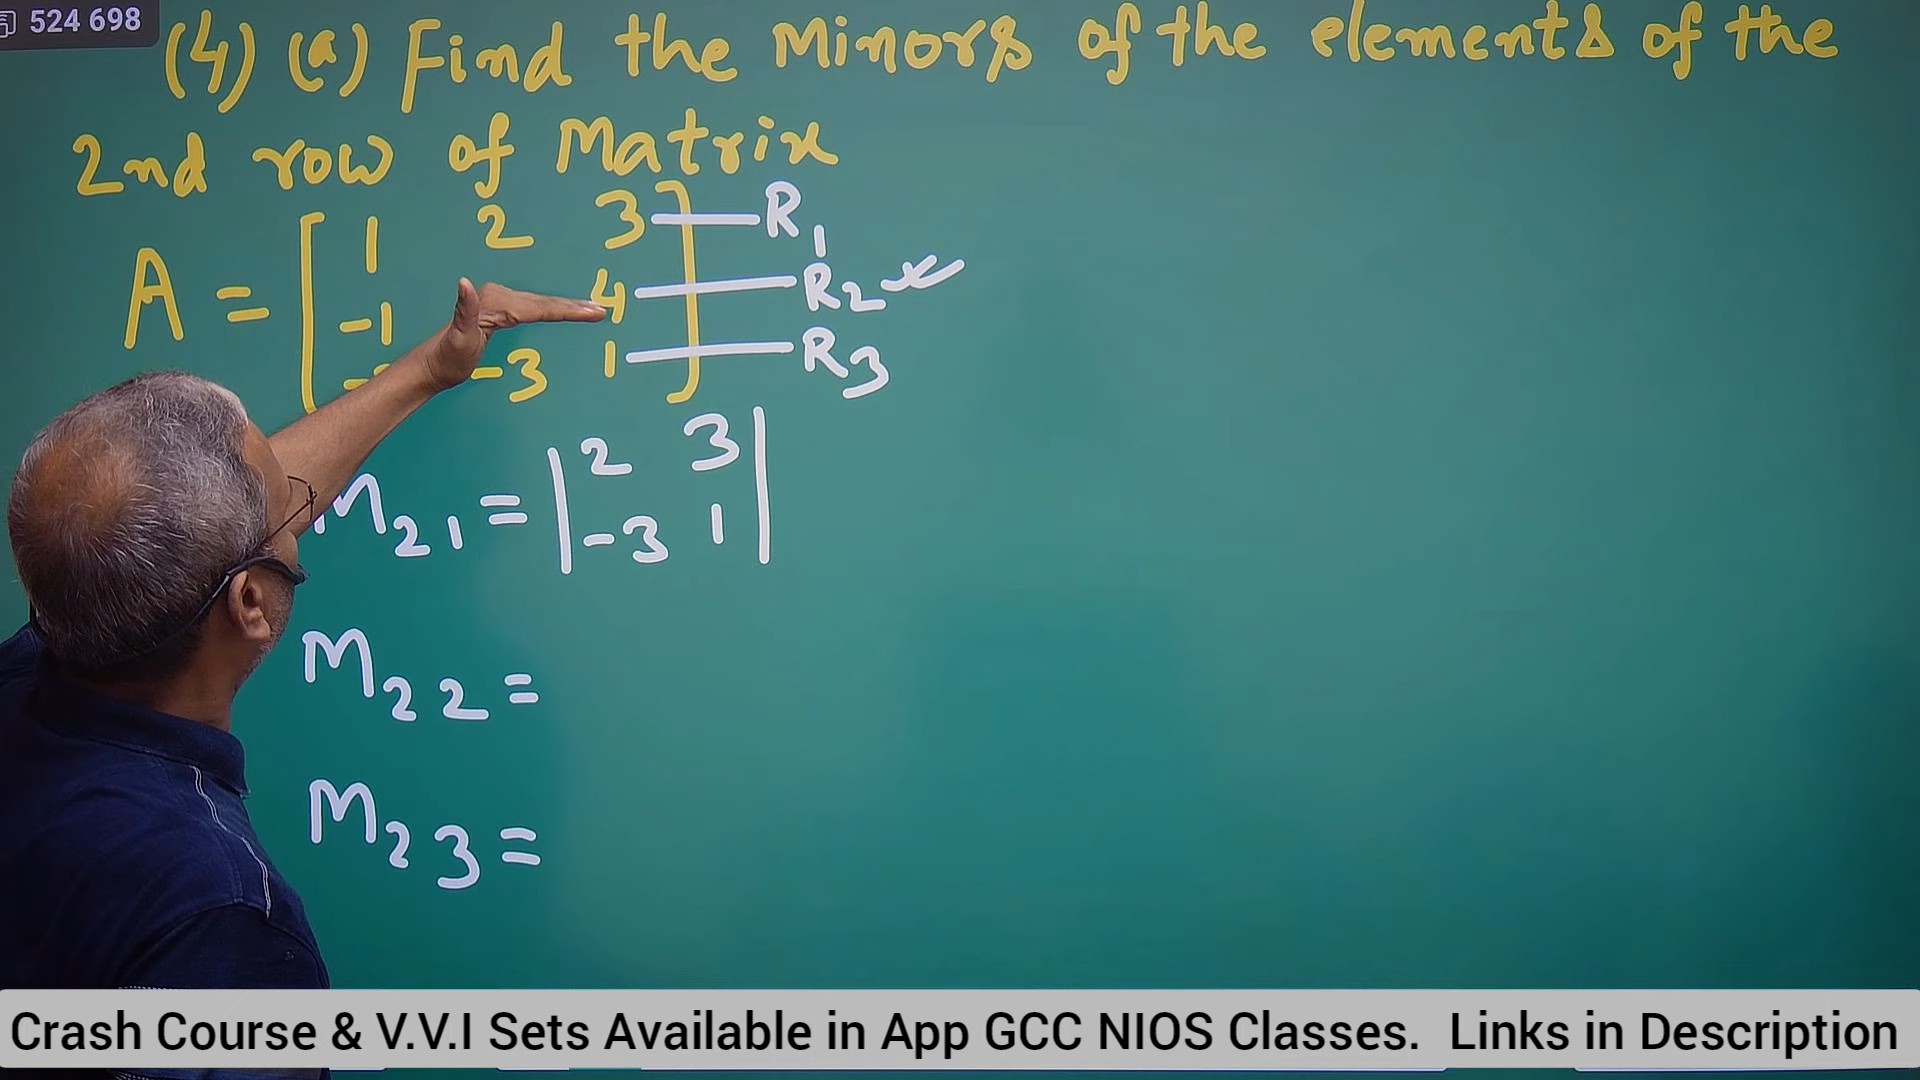 524 698
(4) (a) Find the Minors of the elements of the
2nd row of Matrix
1 2 3 R1
A = -1 4 R2
-3 1 R3
M21 = | 2 3 |
| -3 1 |
M22 =
M23 =
Crash Course & V.V.I Sets Available in App GCC NIOS Classes. Links in Description